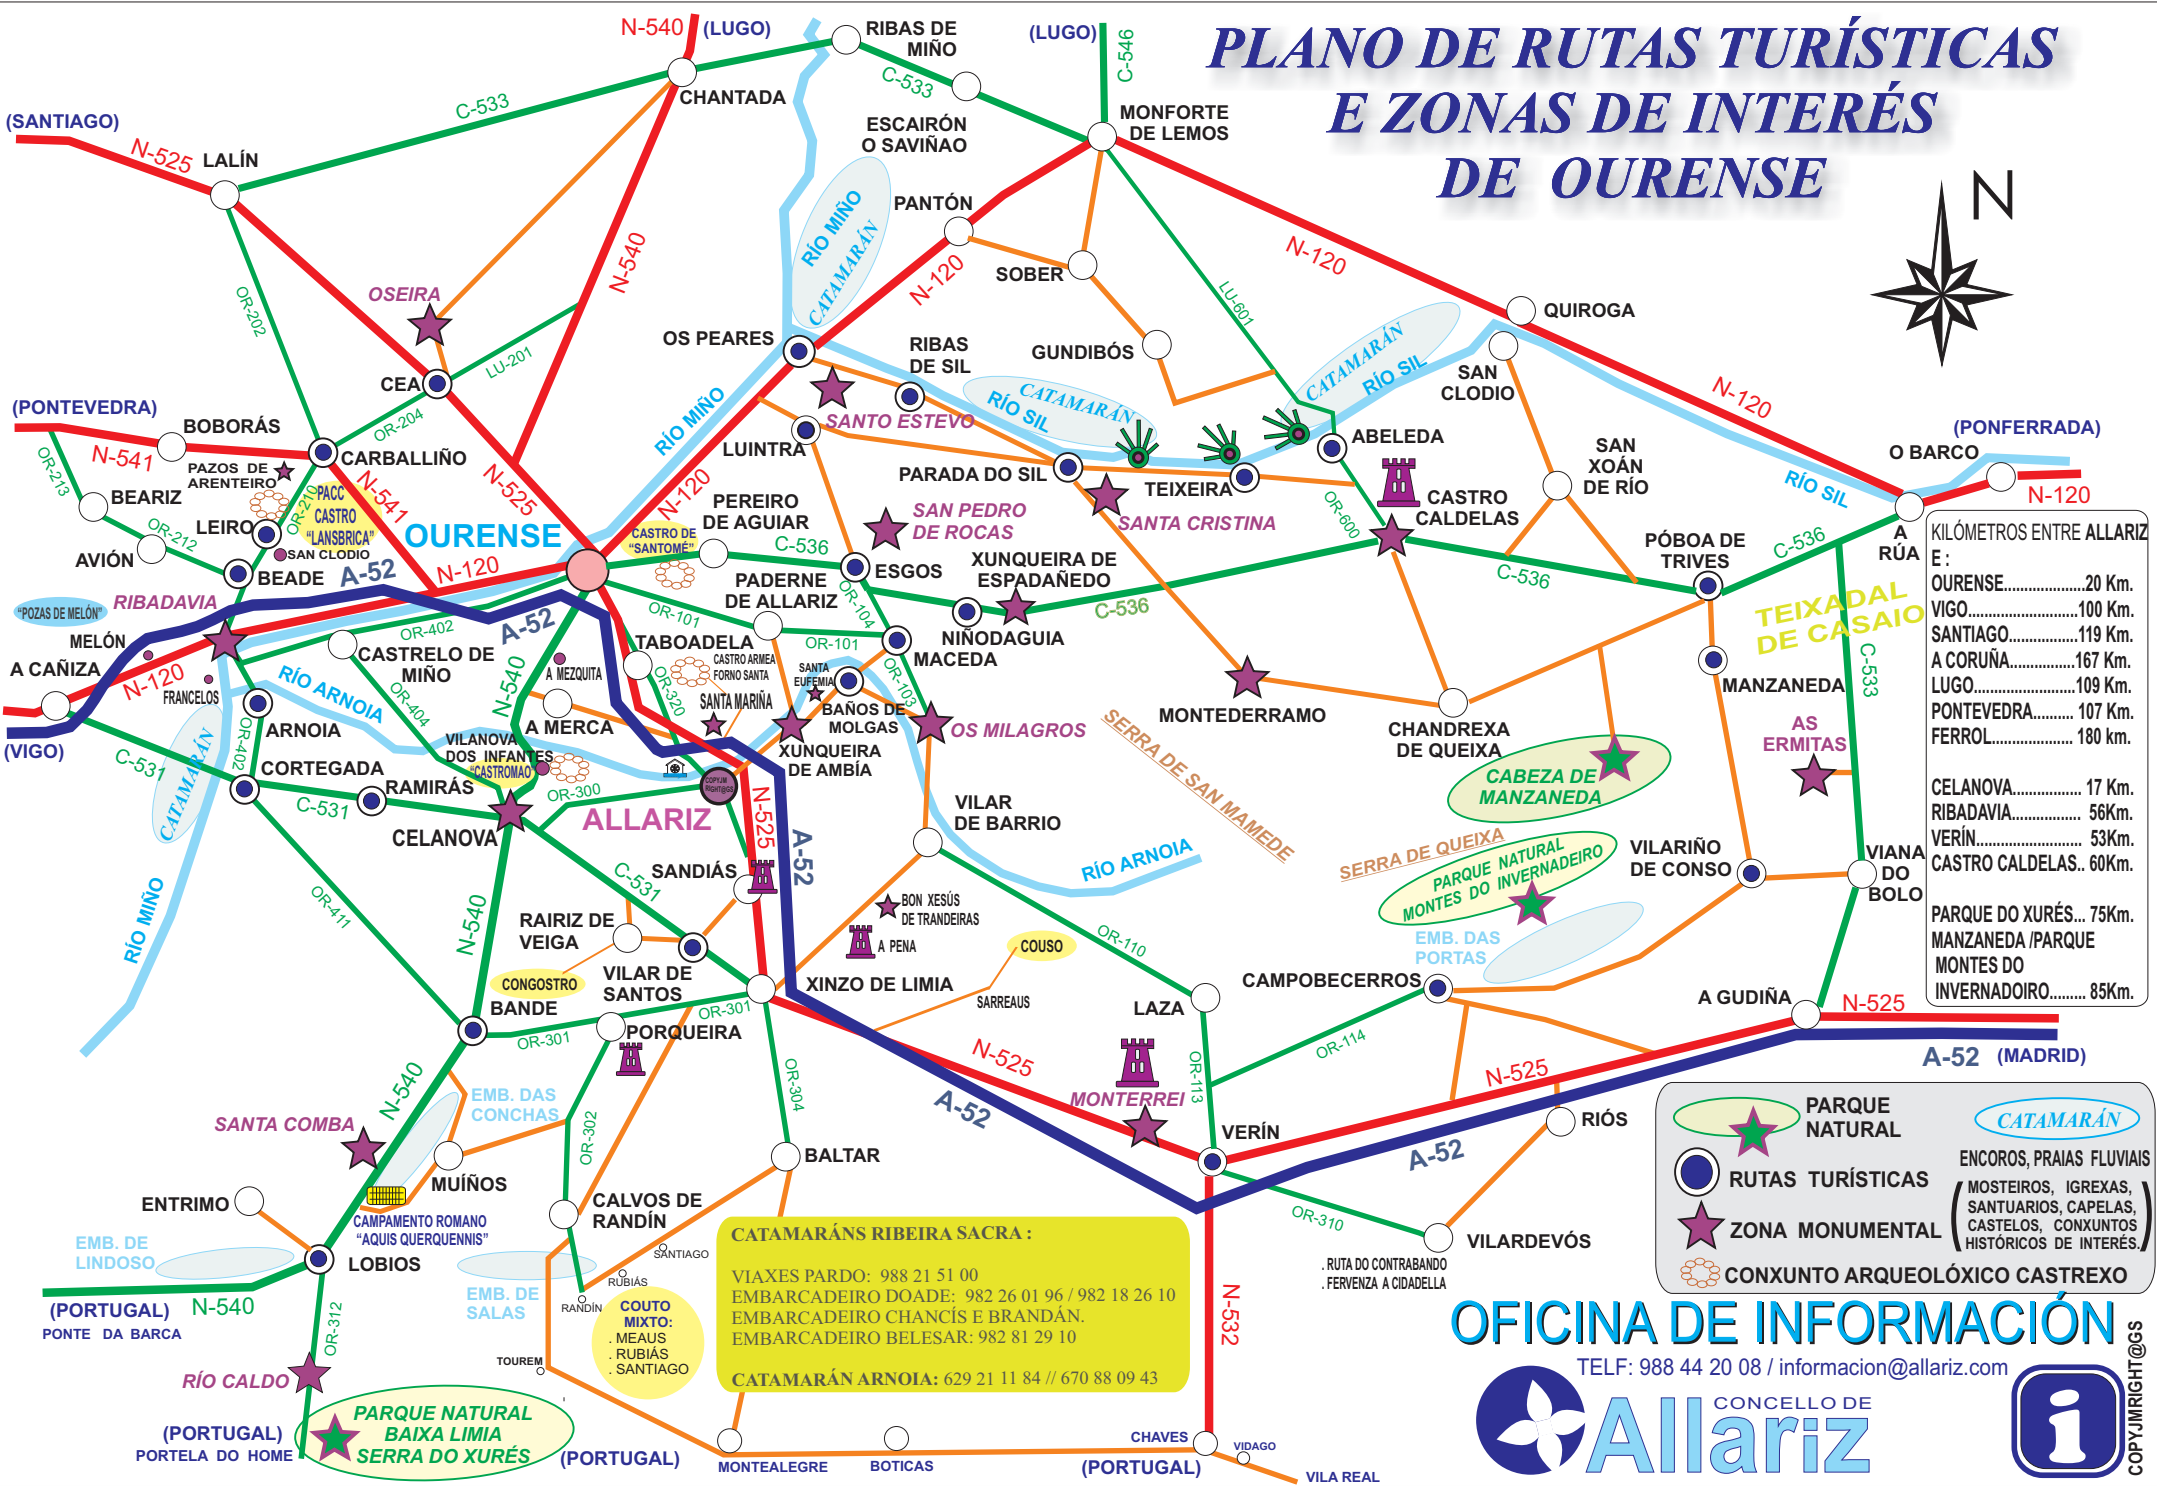 PLANO DE RUTAS TURÍSTICAS
E ZONAS DE INTERÉS
DE OURENSE
N
N-540
(LUGO)
RIBAS DE
MIÑO
(LUGO)
C-546
C-533
CHANTADA
C-533
MONFORTE
DE LEMOS
(SANTIAGO)
N-525
LALÍN
ESCAIRÓN
O SAVIÑAO
PANTÓN
RÍO MIÑO
CATAMARÁN
N-540
N-120
SOBER
N-120
LU-601
QUIROGA
OR-202
OSEIRA
LU-201
CEA
OS PEARES
RIBAS
DE SIL
GUNDIBÓS
CATAMARÁN
RÍO SIL
SAN
CLODIO
N-120
(PONTEVEDRA)
BOBORÁS
N-541
OR-204
CARBALLIÑO
RÍO MIÑO
SANTO ESTEVO
CATAMARÁN
RÍO SIL
LUINTRA
ABELEDA
(PONFERRADA)
O BARCO
N-120
OR-213
BEARIZ
PAZOS DE
ARENTEIRO
OR-210
PACC
CASTRO
"LANSBRICA"
N-541
N-525
N-120
PARADA DO SIL
TEIXEIRA
SANTA CRISTINA
CASTRO
CALDELAS
SAN
XOÁN
DE RÍO
RÍO SIL
A
RÚA
OR-212
AVIÓN
LEIRO
SAN CLODIO
BEADE
OURENSE
A-52
N-120
CASTRO DE
"SANTOMÉ"
PEREIRO
DE AGUIAR
C-536
SAN PEDRO
DE ROCAS
ESGOS
XUNQUEIRA DE
ESPADAÑEDO
OR-600
C-536
PÓBOA DE
TRIVES
C-536
"POZAS DE MELÓN"
RIBADAVIA
MELÓN
A CAÑIZA
N-120
FRANCELOS
OR-402
CASTRELO DE
MIÑO
A-52
OR-101
PADERNE
DE ALLARIZ
OR-101
OR-104
NIÑODAGUIA
MACEDA
C-536
TEIXADAL
DE CASAIO
C-533
(VIGO)
C-531
RÍO ARNOIA
ARNOIA
OR-402
OR-404
N-540
A MEZQUITA
A MERCA
TABOADELA
OR-320
CASTRO ARMEA
FORNO SANTA
SANTA MARIÑA
SANTA
EUFEMIA
BAÑOS DE
MOLGAS
OR-103
OS MILAGROS
XUNQUEIRA
DE AMBÍA
SERRA DE SAN MAMEDE
MONTEDERRAMO
CHANDREXA
DE QUEIXA
MANZANEDA
AS
ERMITAS
CATAMARÁN
CORTEGADA
C-531
RAMIRÁS
VILANOVA
DOS INFANTES
"CASTROMAO"
CELANOVA
OR-300
COPYJM
RIGHT@GS
ALLARIZ
N-525
A-52
VILAR
DE BARRIO
RÍO ARNOIA
CABEZA DE
MANZANEDA
SERRA DE QUEIXA
PARQUE NATURAL
MONTES DO INVERNADEIRO
VILARIÑO
DE CONSO
VIANA
DO
BOLO
KILÓMETROS ENTRE ALLARIZ
E :
OURENSE.....................20 Km.
VIGO.............................100 Km.
SANTIAGO.................119 Km.
A CORUÑA................167 Km.
LUGO..........................109 Km.
PONTEVEDRA.......... 107 Km.
FERROL.................... 180 km.
CELANOVA................. 17 Km.
RIBADAVIA................. 56Km.
VERÍN.......................... 53Km.
CASTRO CALDELAS.. 60Km.
PARQUE DO XURÉS... 75Km.
MANZANEDA /PARQUE
MONTES DO
INVERNADOIRO......... 85Km.
RÍO MIÑO
OR-411
N-540
C-531
SANDIÁS
RAIRIZ DE
VEIGA
CONGOSTRO
VILAR DE
SANTOS
BON XESÚS
DE TRANDEIRAS
A PENA
XINZO DE LIMIA
COUSO
SARREAUS
OR-110
LAZA
EMB. DAS
PORTAS
CAMPOBECERROS
A GUDIÑA
N-525
A-52
(MADRID)
BANDE
OR-301
OR-301
PORQUEIRA
N-525
OR-113
OR-114
N-525
N-540
EMB. DAS
CONCHAS
OR-302
OR-304
A-52
MONTERREI
VERÍN
A-52
RIÓS
SANTA COMBA
MUÍÑOS
BALTAR
ENTRIMO
CAMPAMENTO ROMANO
"AQUIS QUERQUENNIS"
CALVOS DE
RANDÍN
OR-310
VILARDEVÓS
. RUTA DO CONTRABANDO
. FERVENZA A CIDADELLA
EMB. DE
LINDOSO
LOBIOS
SANTIAGO
RUBIÁS
RANDÍN
EMB. DE
SALAS
(PORTUGAL)
N-540
PONTE DA BARCA
OR-312
COUTO
MIXTO:
. MEAUS
. RUBIÁS
. SANTIAGO
TOUREM
CATAMARÁNS RIBEIRA SACRA :
VIAXES PARDO: 988 21 51 00
EMBARCADEIRO DOADE: 982 26 01 96 / 982 18 26 10
EMBARCADEIRO CHANCÍS E BRANDÁN.
EMBARCADEIRO BELESAR: 982 81 29 10
CATAMARÁN ARNOIA: 629 21 11 84 // 670 88 09 43
N-532
RÍO CALDO
PARQUE NATURAL
BAIXA LIMIA
SERRA DO XURÉS
(PORTUGAL)
PORTELA DO HOME
(PORTUGAL)
MONTEALEGRE
BOTICAS
CHAVES
(PORTUGAL)
VIDAGO
VILA REAL
PARQUE
NATURAL
CATAMARÁN
RUTAS TURÍSTICAS
ENCOROS, PRAIAS FLUVIAIS
ZONA MONUMENTAL
(MOSTEIROS, IGREXAS,
SANTUARIOS, CAPELAS,
CASTELOS, CONXUNTOS
HISTÓRICOS DE INTERÉS.)
CONXUNTO ARQUEOLÓXICO CASTREXO
OFICINA DE INFORMACIÓN
TELF: 988 44 20 08 / informacion@allariz.com
CONCELLO DE
Allariz
i
COPYJMRIGHT@GS